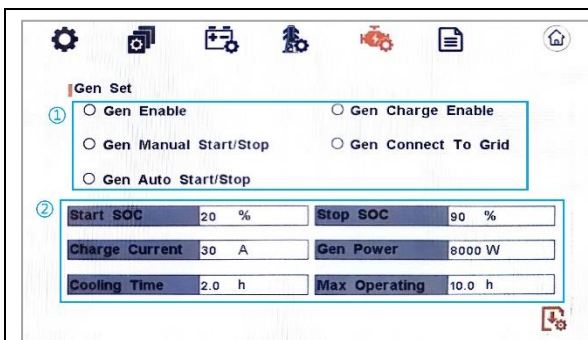 Gen Set
① ○ Gen Enable ○ Gen Charge Enable
○ Gen Manual Start/Stop ○ Gen Connect To Grid
○ Gen Auto Start/Stop
② Start SOC 20 % Stop SOC 90 %
Charge Current 30 A Gen Power 8000 W
Cooling Time 2.0 h Max Operating 10.0 h